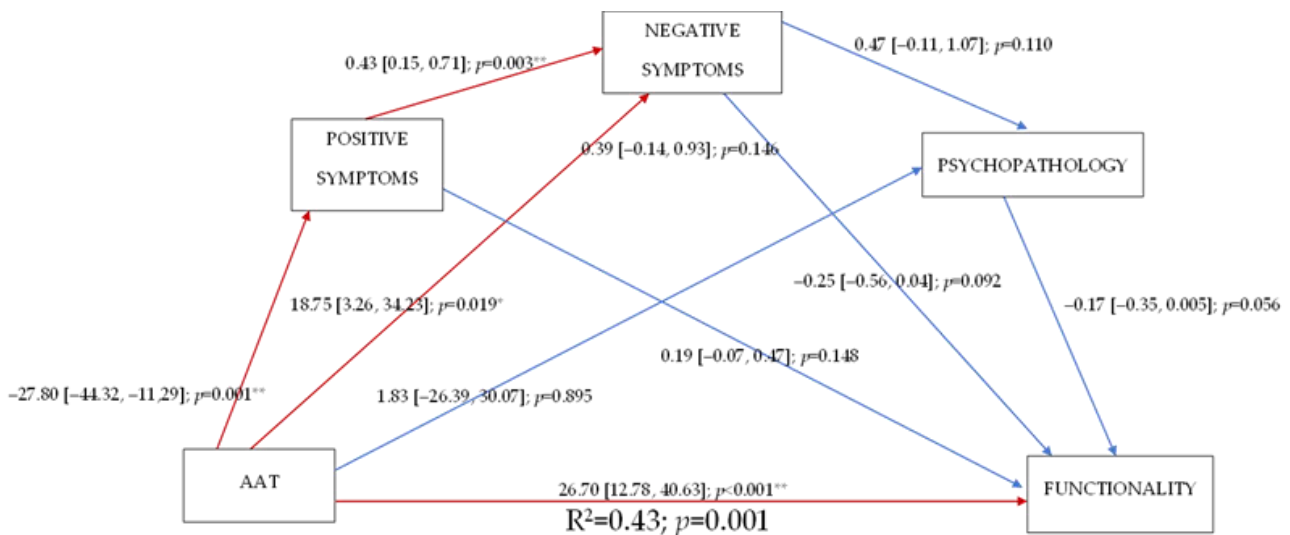 NEGATIVE
SYMPTOMS
0.47 [−0.11, 1.07]; p=0.110
0.43 [0.15, 0.71]; p=0.003**
POSITIVE
SYMPTOMS
0.39 [−0.14, 0.93]; p=0.146
PSYCHOPATHOLOGY
−0.25 [−0.56, 0.04]; p=0.092
18.75 [3.26, 34.23]; p=0.019*
−0.17 [−0.35, 0.005]; p=0.056
0.19 [−0.07, 0.47]; p=0.148
−27.80 [−44.32, −11,29]; p=0.001**
1.83 [−26.39, 30.07]; p=0.895
AAT
26.70 [12.78, 40.63]; p<0.001**
FUNCTIONALITY
R²=0.43; p=0.001